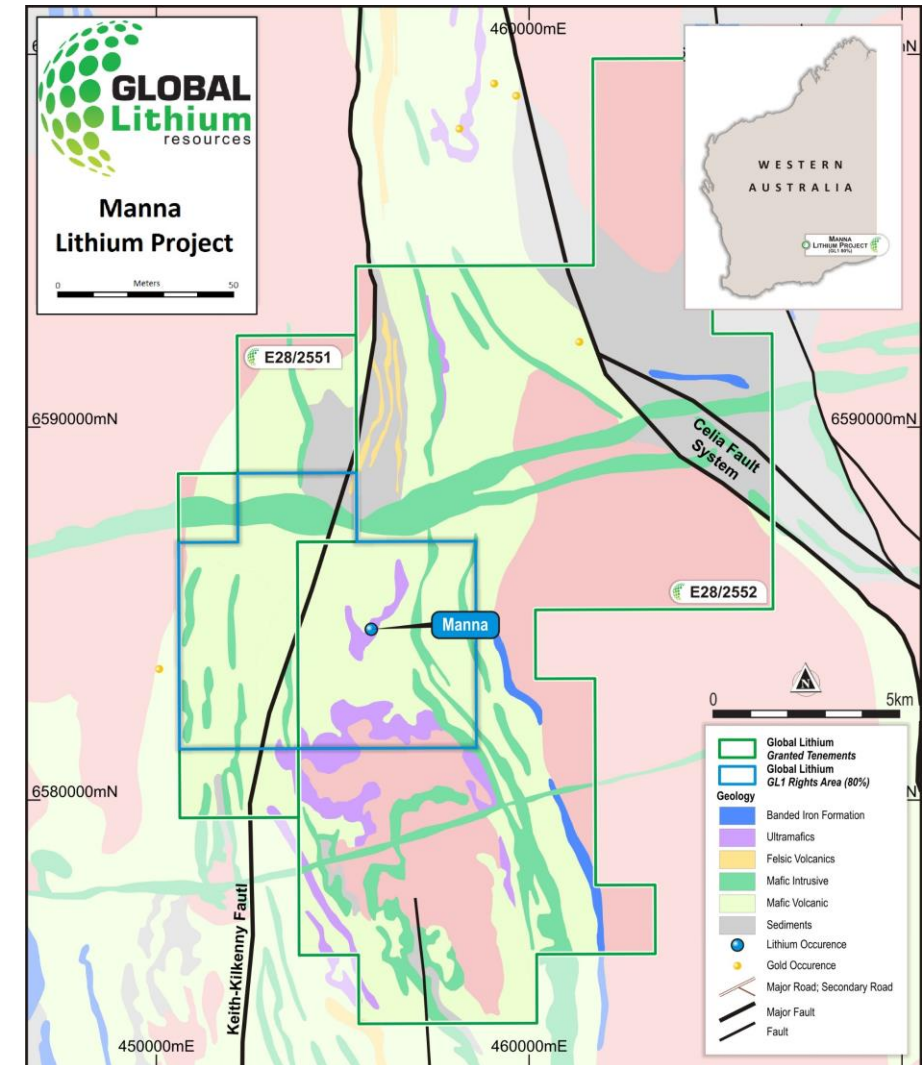 GLOBAL
Lithium
resources
Manna
Lithium Project
0 Meters 50
460000mE
WESTERN
AUSTRALIA
MANNA
LITHIUM PROJECT
(GL1 80%)
E28/2551
6590000mN
6590000mN
Celia Fault
System
E28/2552
Manna
0 5km
N
6580000mN
Keith-Kilkenny Fautl
450000mE
460000mE
Global Lithium
Granted Tenements
Global Lithium
GL1 Rights Area (80%)
Geology
Banded Iron Formation
Ultramafics
Felsic Volcanics
Mafic Intrusive
Mafic Volcanic
Sediments
Lithium Occurence
Gold Occurence
Major Road; Secondary Road
Major Fault
Fault